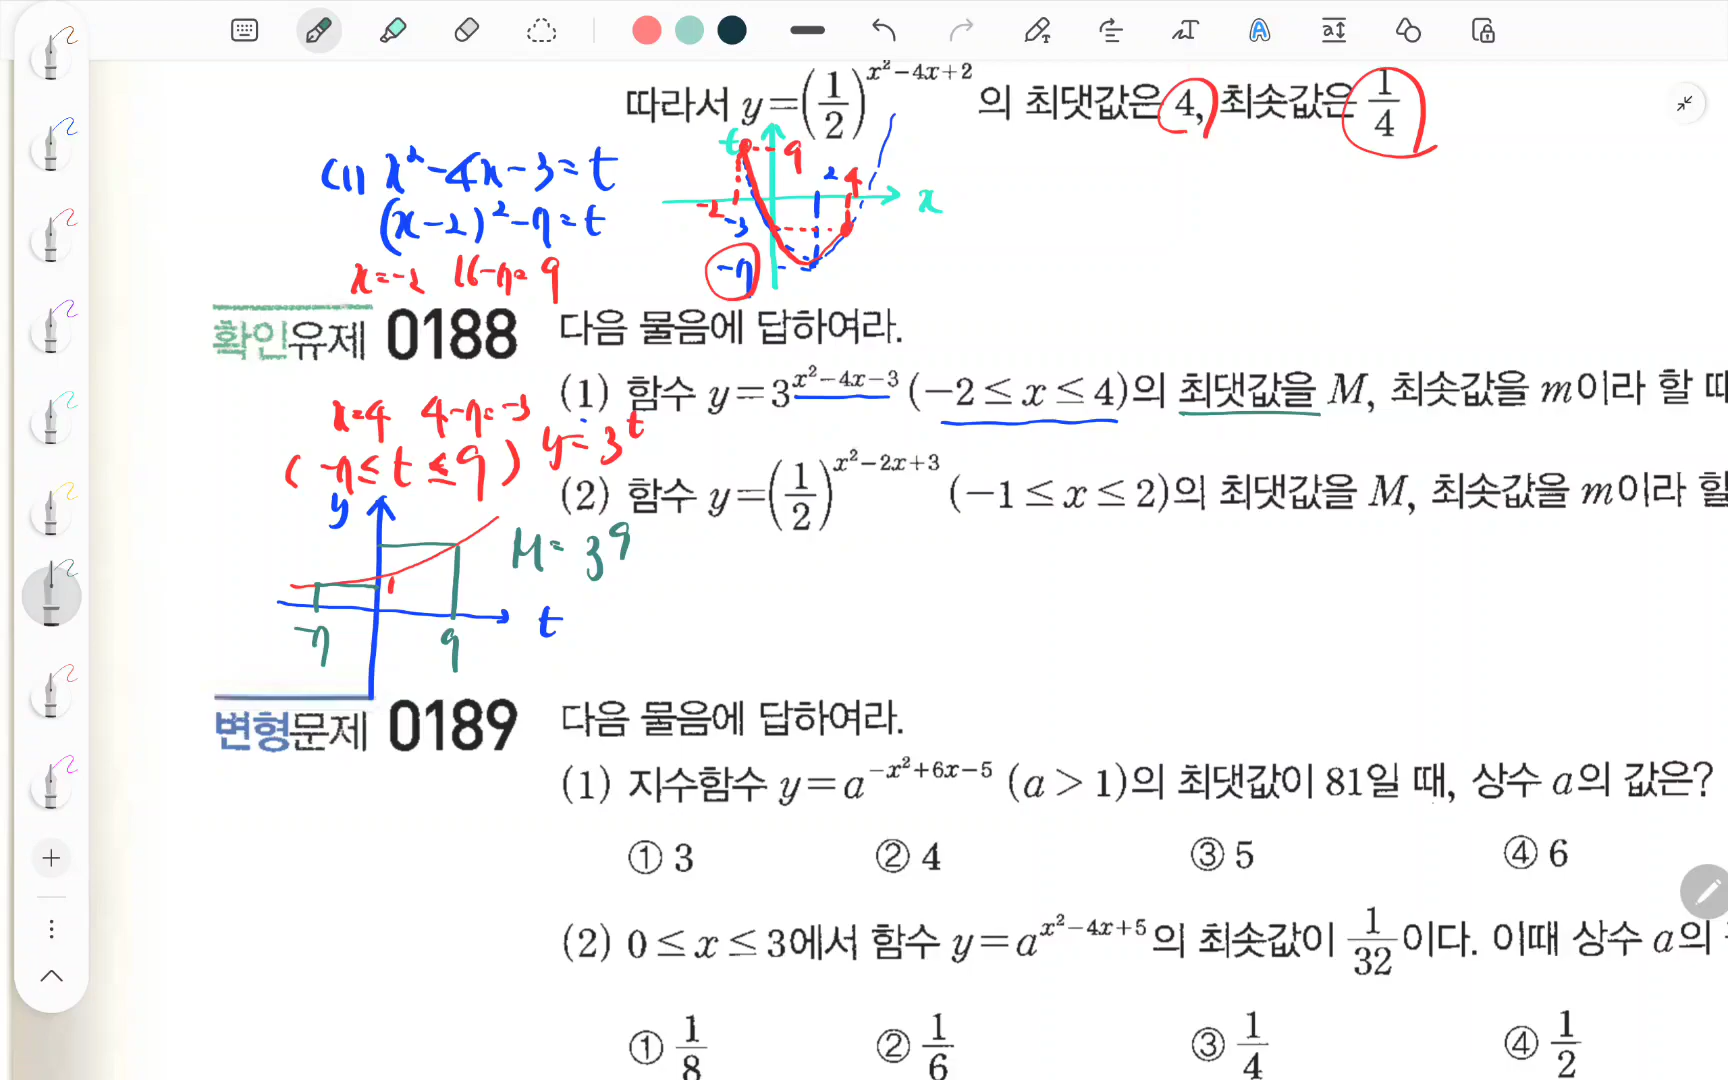 따라서 y=(1/2)^(x²-4x+2) 의 최댓값은 4, 최솟값은 1/4
(1) x²-4x-3=t
(x-2)²-7=t
x=-2 16-7=9
t
9
2 4
x
-2
-3
-7
확인유제 0188 다음 물음에 답하여라.
(1) 함수 y=3^(x²-4x-3) (-2≤x≤4)의 최댓값을 M, 최솟값을 m이라 할 때
x=4 4-7=-3
y=3^t
(-7≤t≤9)
(2) 함수 y=(1/2)^(x²-2x+3) (-1≤x≤2)의 최댓값을 M, 최솟값을 m이라 할
y
M=3^9
1
t
-7 9
변형문제 0189 다음 물음에 답하여라.
(1) 지수함수 y=a^(-x²+6x-5) (a>1)의 최댓값이 81일 때, 상수 a의 값은?
① 3 ② 4 ③ 5 ④ 6
(2) 0≤x≤3에서 함수 y=a^(x²-4x+5)의 최솟값이 1/32이다. 이때 상수 a의
① 1/8 ② 1/6 ③ 1/4 ④ 1/2